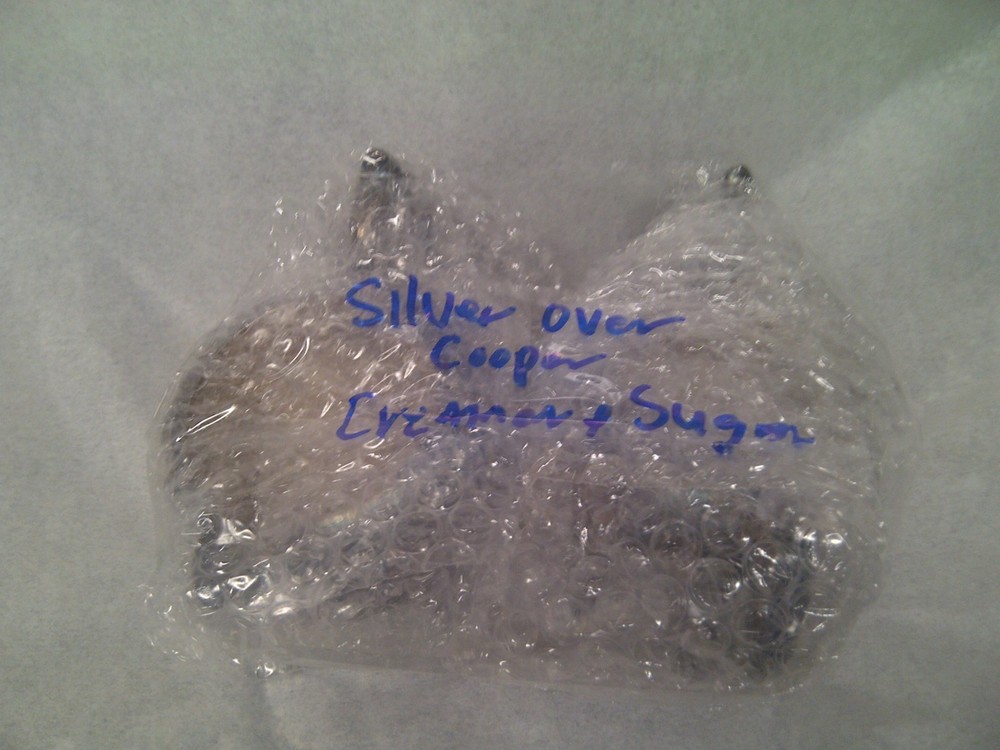 Silver over
Cooper
Creamer + Sugar